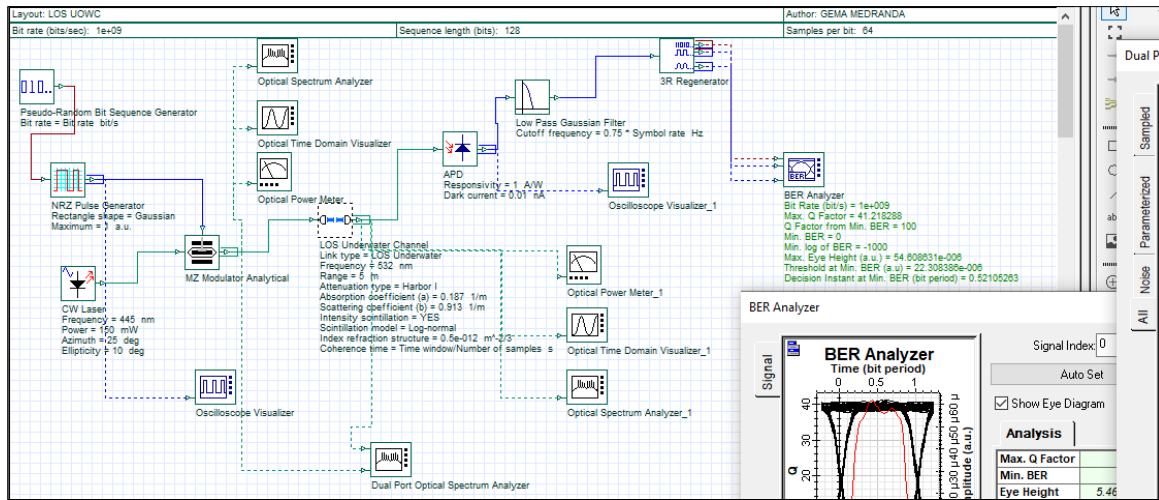 Layout: LOS UOWC
Author: GEMA MEDRANDA
Bit rate (bits/sec): 1e+09
Sequence length (bits): 128
Samples per bit: 64
Dual P
Optical Spectrum Analyzer
3R Regenerator
Pseudo-Random Bit Sequence Generator
Bit rate = Bit rate bit/s
Low Pass Gaussian Filter
Cutoff frequency = 0.75 * Symbol rate Hz
Optical Time Domain Visualizer
APD
Responsivity = 1 A/W
Dark current = 0.01 nA
NRZ Pulse Generator
Rectangle shape = Gaussian
Maximum = 1 a.u.
Optical Power Meter
Oscilloscope Visualizer_1
BER
BER Analyzer
Bit Rate (bit/s) = 1e+009
Max. Q Factor = 41.218288
Q Factor from Min. BER = 100
Min. BER = 0
Min. log of BER = -1000
Max. Eye Height (a.u.) = 54.608631e-006
Threshold at Min. BER (a.u) = 22.308386e-006
Decision Instant at Min. BER (bit period) = 0.52105263
MZ Modulator Analytical
LOS Underwater Channel
Link type = LOS Underwater
Frequency = 532 nm
Range = 5 m
Attenuation type = Harbor I
Absorption coefficient (a) = 0.187 1/m
Scattering coefficient (b) = 0.913 1/m
Intensity scintillation = YES
Scintillation model = Log-normal
Index refraction structure = 0.5e-012 m^-2/3
Coherence time = Time window/Number of samples s
CW Laser
Frequency = 445 nm
Power = 150 mW
Azimuth = 25 deg
Ellipticity = 10 deg
Optical Power Meter_1
Optical Time Domain Visualizer_1
Oscilloscope Visualizer
Optical Spectrum Analyzer_1
Dual Port Optical Spectrum Analyzer
Sampled
Parameterized
Noise
All
BER Analyzer
Signal
BER Analyzer
Time (bit period)
0 0.5 1
40
30
20
Q
Signal Index: 0
Auto Set
Show Eye Diagram
Analysis
Max. Q Factor
Min. BER
Eye Height 5.46